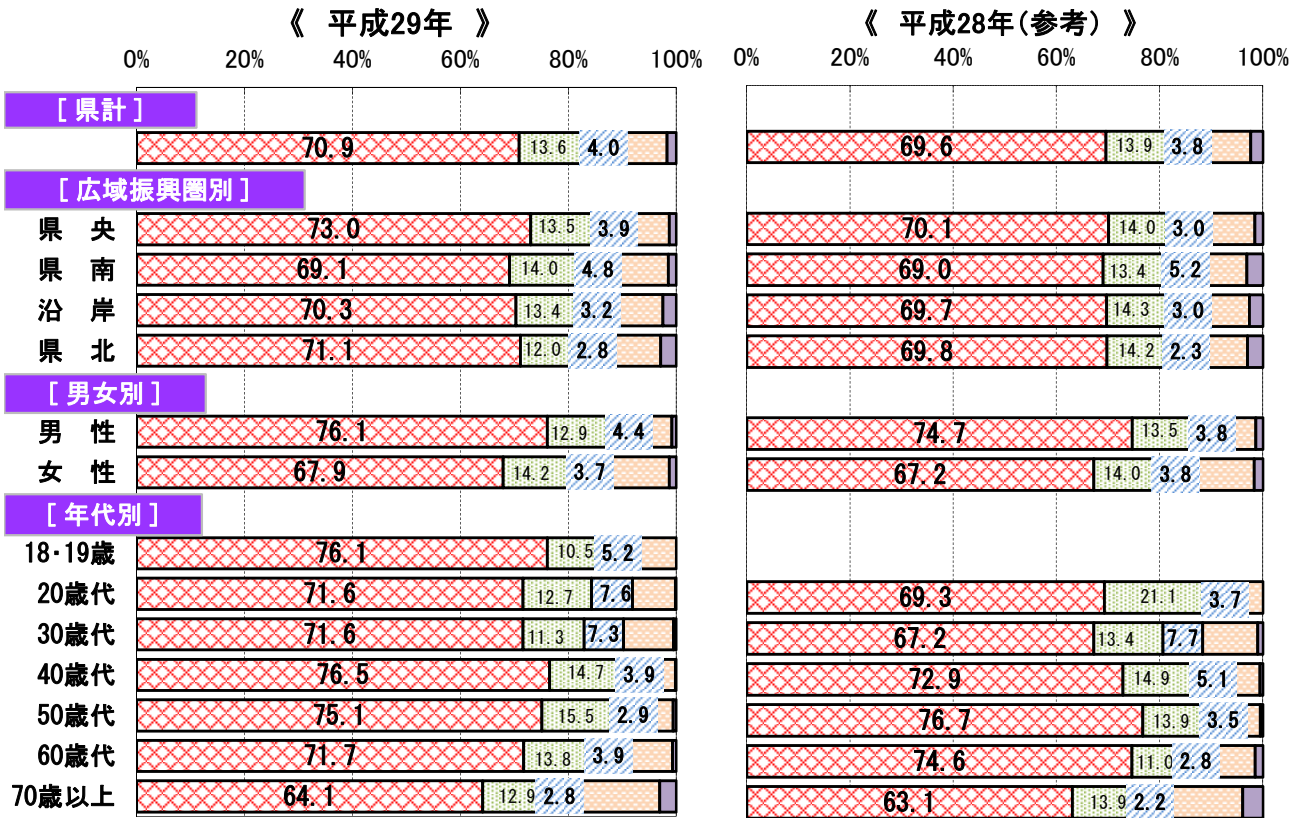 《 平成29年 》 《 平成28年(参考) 》
0% 20% 40% 60% 80% 100% 0% 20% 40% 60% 80% 100%
[ 県計 ]
70.9 13.6 4.0 69.6 13.9 3.8
[ 広域振興圏別 ]
県 央 73.0 13.5 3.9 70.1 14.0 3.0
県 南 69.1 14.0 4.8 69.0 13.4 5.2
沿 岸 70.3 13.4 3.2 69.7 14.3 3.0
県 北 71.1 12.0 2.8 69.8 14.2 2.3
[ 男女別 ]
男 性 76.1 12.9 4.4 74.7 13.5 3.8
女 性 67.9 14.2 3.7 67.2 14.0 3.8
[ 年代別 ]
18・19歳 76.1 10.5 5.2
20歳代 71.6 12.7 7.6 69.3 21.1 3.7
30歳代 71.6 11.3 7.3 67.2 13.4 7.7
40歳代 76.5 14.7 3.9 72.9 14.9 5.1
50歳代 75.1 15.5 2.9 76.7 13.9 3.5
60歳代 71.7 13.8 3.9 74.6 11.0 2.8
70歳以上 64.1 12.9 2.8 63.1 13.9 2.2